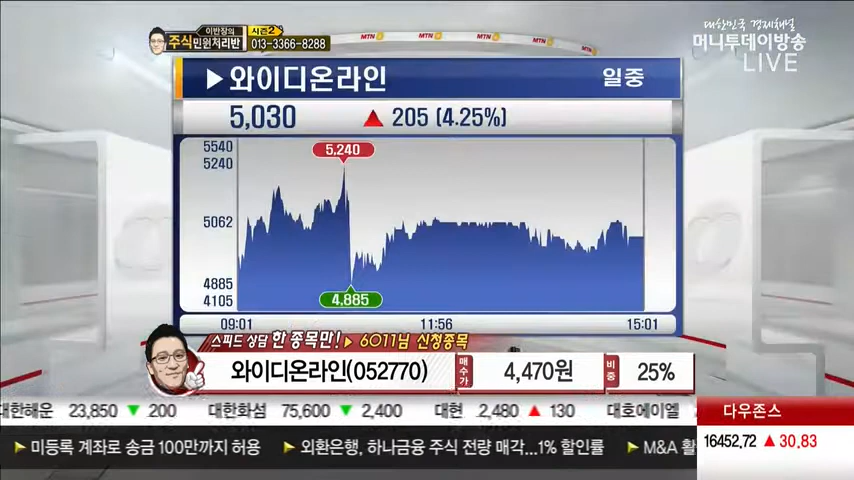 이반장의 시즌2
주식민원처리반 013-3366-8288
MTN MTN MTN MTN
대한민국 경제채널
머니투데이방송
LIVE
▶와이디온라인 일중
5,030 ▲ 205 (4.25%)
5540
5240
5062
4885
4105
5,240
4,885
09:01 11:56 15:01
스피드 상담 한 종목만! ▶ 6011님 신청종목
와이디온라인(052770) 매수가 4,470원 비중 25%
대한해운 23,850 ▼ 200 대한화섬 75,600 ▼ 2,400 대현 2,480 ▲ 130 대호에이엘
다우존스
▶ 미등록 계좌로 송금 100만까지 허용 ▶ 외환은행, 하나금융 주식 전량 매각...1% 할인률 ▶ M&A 활
16452,72 ▲ 30,83